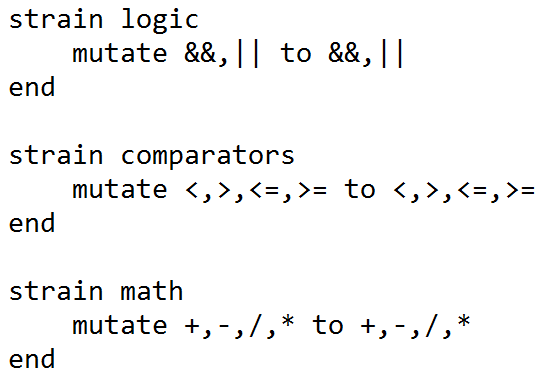 strain logic
    mutate &&,|| to &&,||
end

strain comparators
    mutate <,>,<=,>= to <,>,<=,>=
end

strain math
    mutate +,-,/,* to +,-,/,*
end